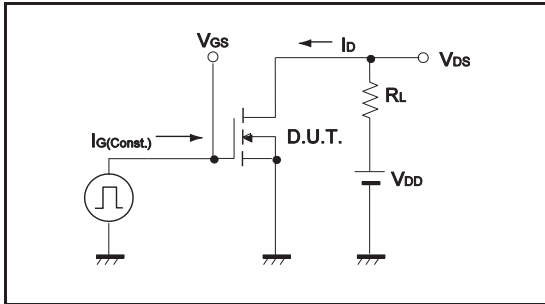 VGS
ID
VDS
RL
IG(Const.)
D.U.T.
VDD